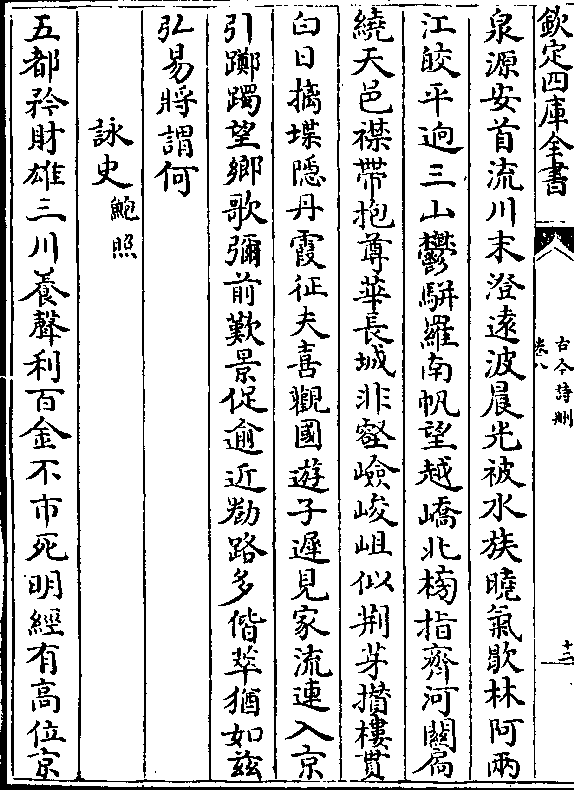 欽定四庫全書
古今詩刪
卷八
十二
泉源安首流川末澄遠波晨光被水族曉氣歇林阿兩
江皎平逈三山鬱駢羅南帆望越嶠北榜指齊河關扃
繞天邑襟帶抱尊華長城非壑嶮峻岨似荆芽攢樓貫
白日摛堞隱丹霞征夫喜觀國遊子遲見家流連入京
引躑躅望鄉歌彌前歎景促逾近勌路多偕萃猶如兹
弘易將謂何
詠史鮑照
五都矜財雄三川養聲利百金不市死明經有高位京